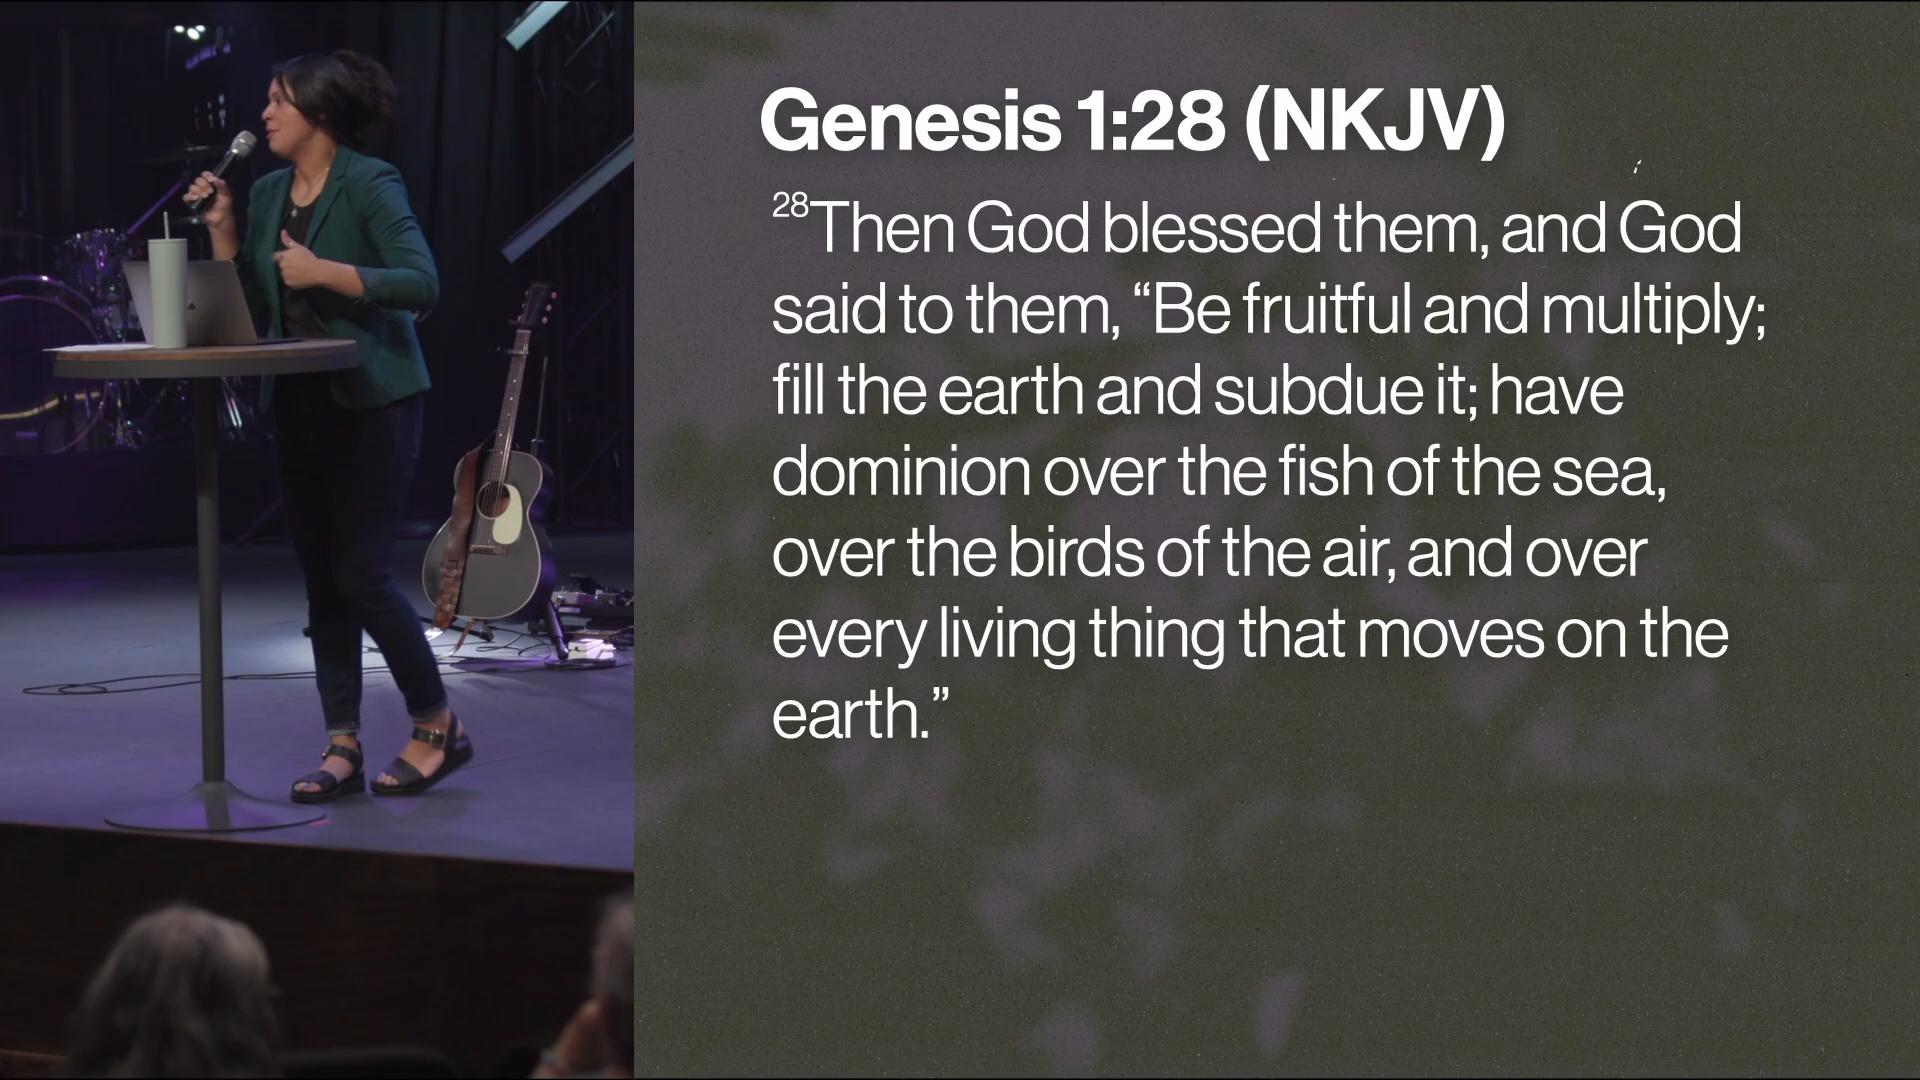 Genesis 1:28 (NKJV)
28Then God blessed them, and God
said to them, “Be fruitful and multiply;
fill the earth and subdue it; have
dominion over the fish of the sea,
over the birds of the air, and over
every living thing that moves on the
earth.”